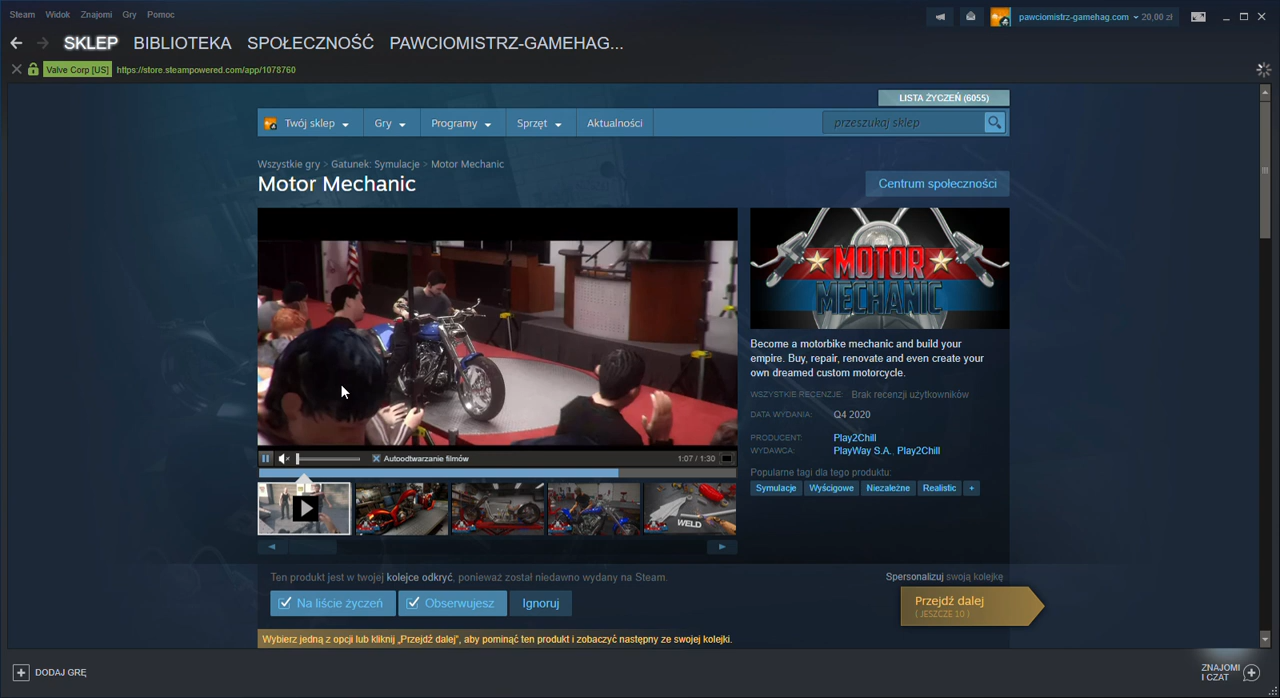 Steam Widok Znajomi Gry Pomoc
pawciomistrz-gamehag.com 20,00 zł
SKLEP BIBLIOTEKA SPOŁECZNOŚĆ PAWCIOMISTRZ-GAMEHAG...
Valve Corp [US] https://store.steampowered.com/app/1078760
LISTA ŻYCZEŃ (6055)
Twój sklep Gry Programy Sprzęt Aktualności przeszukaj sklep
Wszystkie gry > Gatunek: Symulacje > Motor Mechanic
Motor Mechanic
Centrum społeczności
MOTOR
MECHANIC
Become a motorbike mechanic and build your
empire. Buy, repair, renovate and even create your
own dreamed custom motorcycle.
WSZYSTKIE RECENZJE: Brak recenzji użytkowników
DATA WYDANIA: Q4 2020
PRODUCENT: Play2Chill
WYDAWCA: PlayWay S.A., Play2Chill
Popularne tagi dla tego produktu:
Symulacje Wyścigowe Niezależne Realistic +
Autoodtwarzanie filmów 1:07 / 1:30
WELD
Ten produkt jest w twojej kolejce odkryć, ponieważ został niedawno wydany na Steam.
Na liście życzeń Obserwujesz Ignoruj
Spersonalizuj swoją kolejkę
Przejdź dalej
( JESZCZE 10 )
Wybierz jedną z opcji lub kliknij „Przejdź dalej”, aby pominąć ten produkt i zobaczyć następny ze swojej kolejki.
DODAJ GRĘ
ZNAJOMI
I CZAT